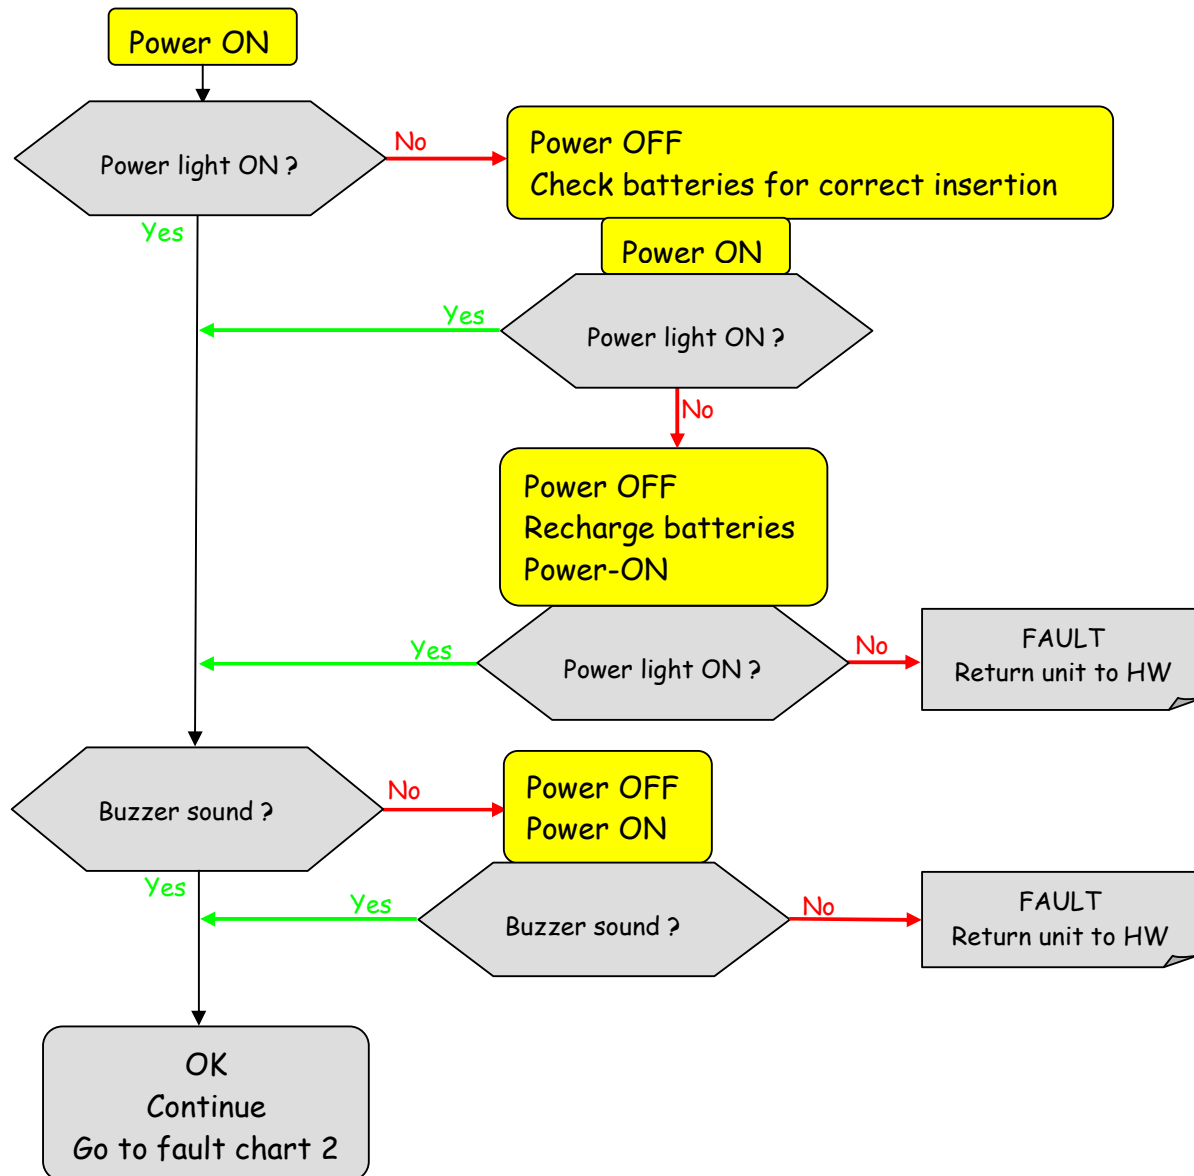 Power ON
Power light ON ?
No
Power OFF
Check batteries for correct insertion
Yes
Power ON
Yes
Power light ON ?
No
Power OFF
Recharge batteries
Power-ON
Yes
Power light ON ?
No
FAULT
Return unit to HW
Buzzer sound ?
No
Power OFF
Power ON
Yes
Yes
Buzzer sound ?
No
FAULT
Return unit to HW
OK
Continue
Go to fault chart 2